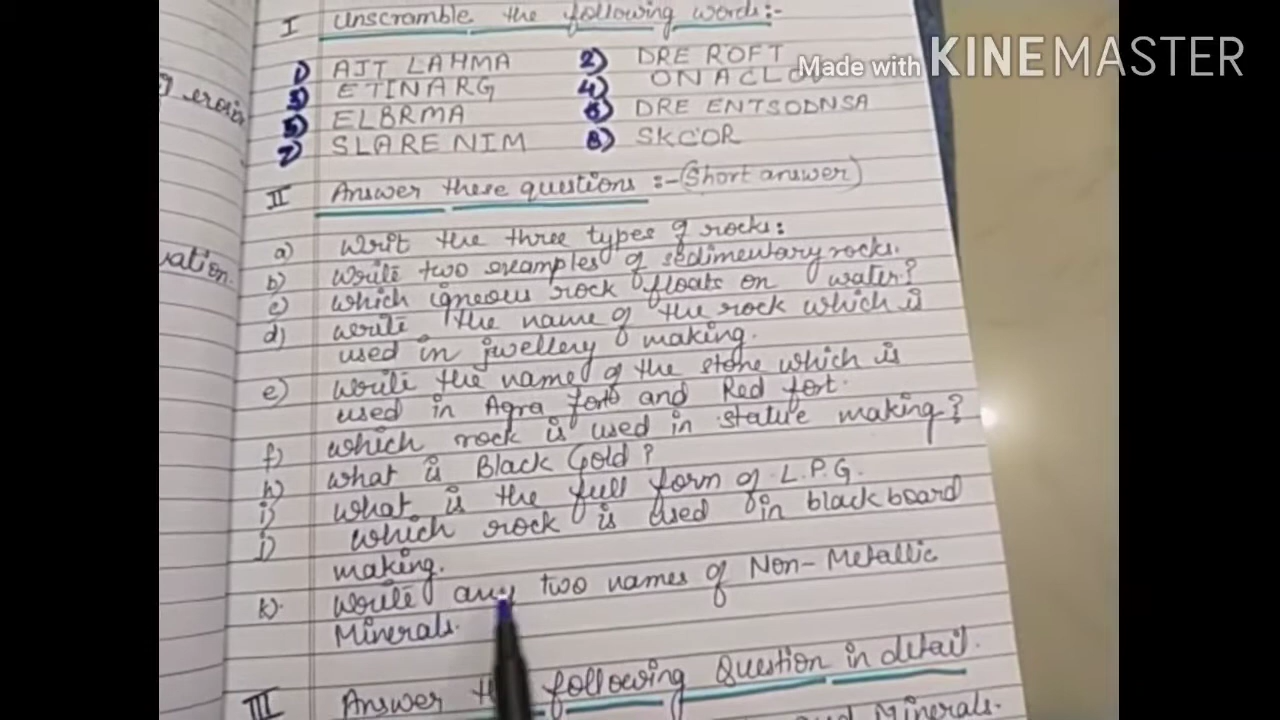 I Unscramble the following words:-
1) AJT LAHMA 2) DRE ROFT
3) ETINARG 4) ONACLO
5) ELBRMA 6) DRE ENTSODNSA
7) SLARE NIM 8) SKCOR
II Answer these questions :- (Short answer)
a) Writ the three types of rocks:
b) Write two examples of sedimentary rocks.
c) which igneous rock floats on water?
d) write the name of the rock which is
used in jwellery making.
e) write the name of the stone which is
used in Agra fort and Red fort.
f) which rock is used in statue making?
h) what is Black Gold?
i) what is the full form of L.P.G.
j) which rock is used in blackboard
making.
k) Write any two names of Non-Metallic
Minerals.
III Answer the following Question in detail.
Minerals.
vation.
Made with KINEMASTER